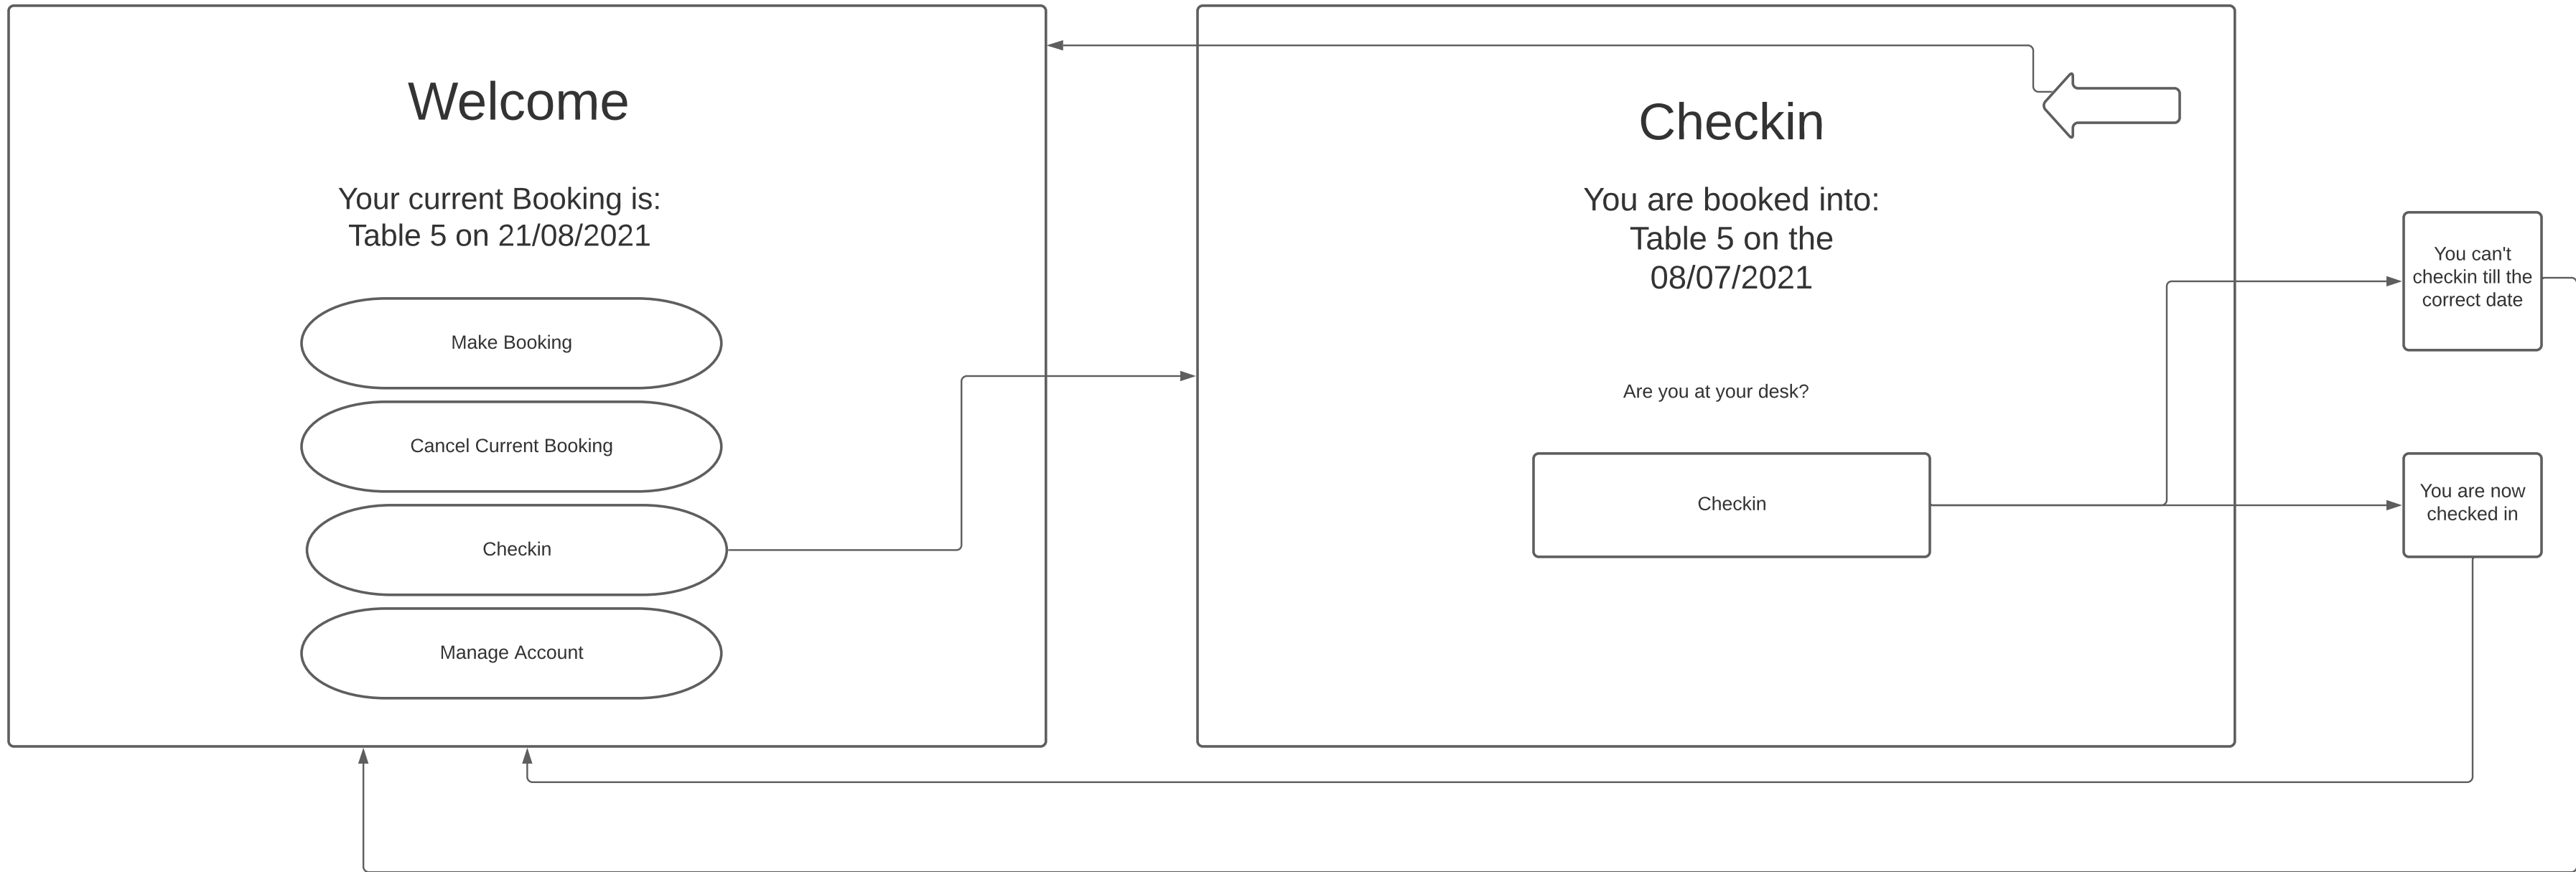 Welcome
Your current Booking is:
Table 5 on 21/08/2021
Make Booking
Cancel Current Booking
Checkin
Manage Account
Checkin
You are booked into:
Table 5 on the
08/07/2021
Are you at your desk?
Checkin
You can't
checkin till the
correct date
You are now
checked in